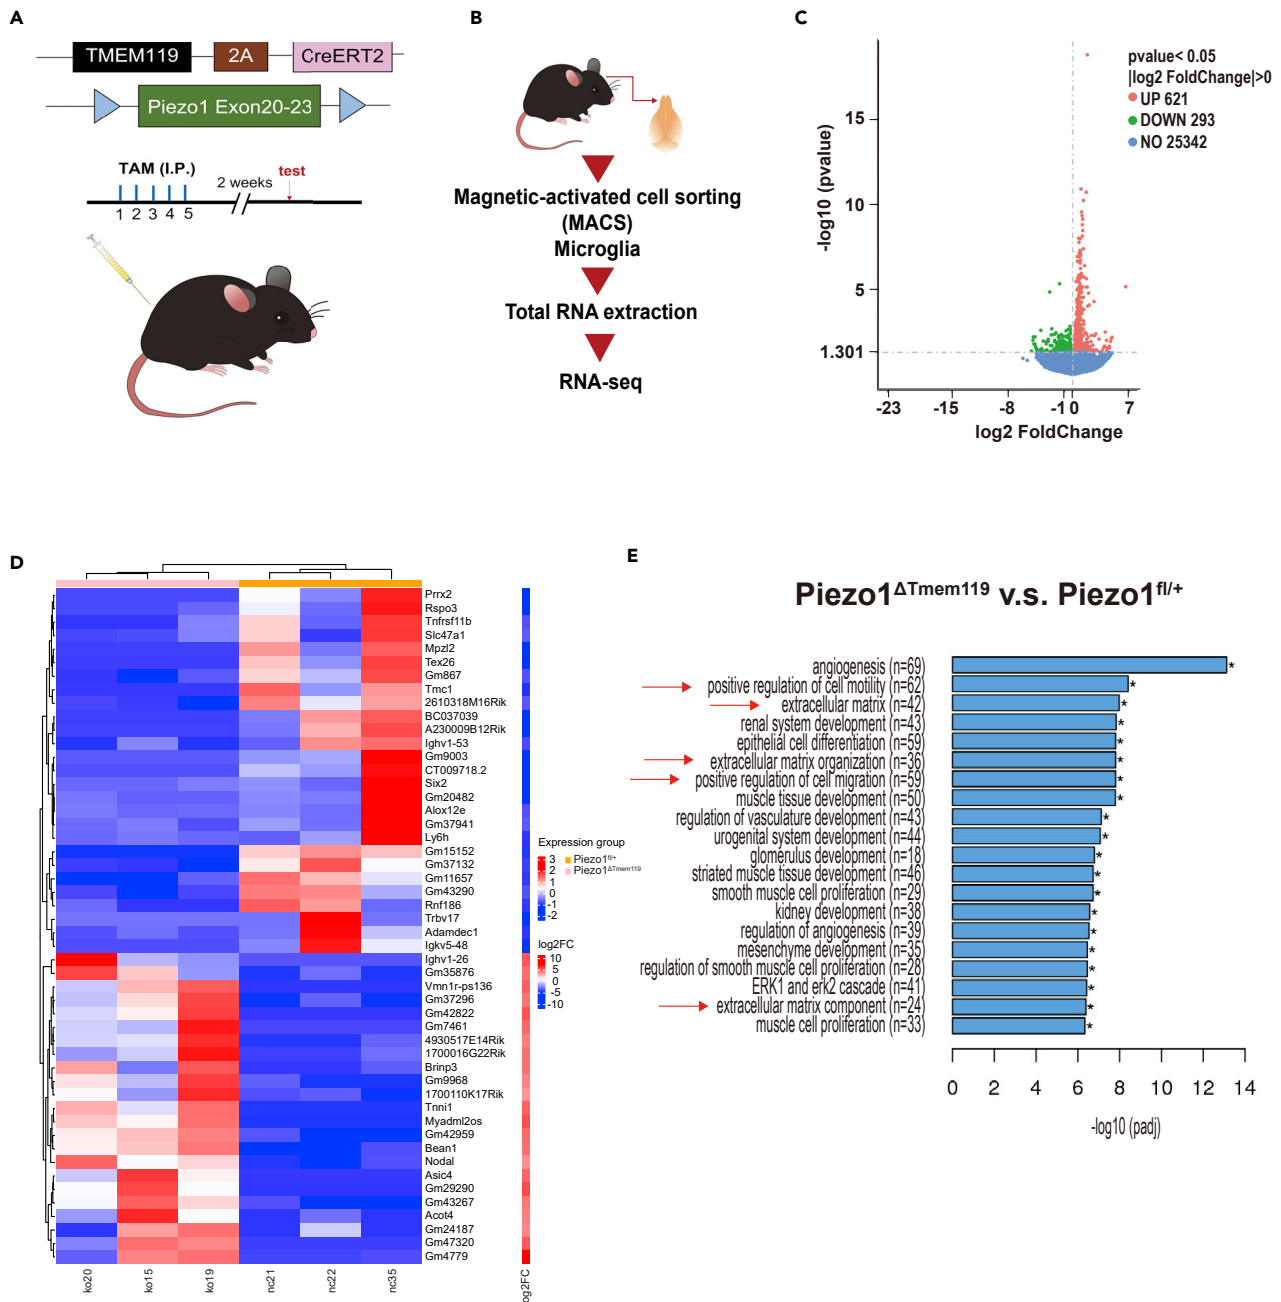 A
TMEM119
2A
CreERT2
Piezo1 Exon20-23
TAM (I.P.)
2 weeks
test
1 2 3 4 5
B
Magnetic-activated cell sorting
(MACS)
Microglia
Total RNA extraction
RNA-seq
C
pvalue< 0.05
|log2 FoldChange|>0
UP 621
DOWN 293
NO 25342
-log10 (pvalue)
15
10
5
1.301
-23 -15 -8 -1 0 7
log2 FoldChange
D
Prrx2
Rspo3
Tnfrsf11b
Slc47a1
Mpzl2
Tex26
Gm867
Tmc1
2610318M16Rik
BC037039
A230009B12Rik
Ighv1-53
Gm9003
CT009718.2
Six2
Gm20482
Alox12e
Gm37941
Ly6h
Gm15152
Gm37132
Gm11657
Gm43290
Rnf186
Trbv17
Adamdec1
Igkv5-48
Ighv1-26
Gm35876
Vmn1r-ps136
Gm37296
Gm42822
Gm7461
4930517E14Rik
1700016G22Rik
Brinp3
Gm9968
1700110K17Rik
Tnni1
Myadml2os
Gm42959
Bean1
Nodal
Asic4
Gm29290
Gm43267
Acot4
Gm24187
Gm47320
Gm4779
ko20
ko15
ko19
nc21
nc22
nc35
log2FC
Expression group
3
2
1
0
-1
-2
Piezo1fl/+
Piezo1ΔTmem119
log2FC
10
5
0
-5
-10
E
Piezo1ΔTmem119 v.s. Piezo1fl/+
angiogenesis (n=69)
positive regulation of cell motility (n=62)
extracellular matrix (n=42)
renal system development (n=43)
epithelial cell differentiation (n=59)
extracellular matrix organization (n=36)
positive regulation of cell migration (n=59)
muscle tissue development (n=50)
regulation of vasculature development (n=43)
urogenital system development (n=44)
glomerulus development (n=18)
striated muscle tissue development (n=46)
smooth muscle cell proliferation (n=29)
kidney development (n=38)
regulation of angiogenesis (n=39)
mesenchyme development (n=35)
regulation of smooth muscle cell proliferation (n=28)
ERK1 and erk2 cascade (n=41)
extracellular matrix component (n=24)
muscle cell proliferation (n=33)
0 2 4 6 8 10 12 14
-log10 (padj)